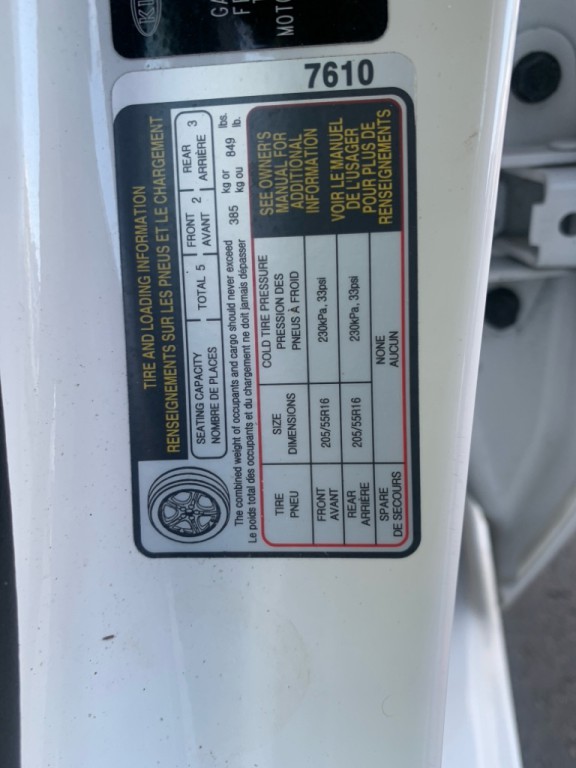 7610
TIRE AND LOADING INFORMATION
RENSEIGNEMENTS SUR LES PNEUS ET LE CHARGEMENT
SEATING CAPACITY
NOMBRE DE PLACES
TOTAL 5
FRONT
AVANT
2
REAR
ARRIÈRE
3
The combined weight of occupants and cargo should never exceed
Le poids total des occupants et du chargement ne doit jamais dépasser
385
kg or
kg ou
849
lbs.
lb.
TIRE
PNEU
SIZE
DIMENSIONS
COLD TIRE PRESSURE
PRESSION DES
PNEUS À FROID
SEE OWNER'S
MANUAL FOR
ADDITIONAL
INFORMATION
VOIR LE MANUEL
DE L'USAGER
POUR PLUS DE
RENSEIGNEMENTS
FRONT
AVANT
205/55R16
230kPa, 33psi
REAR
ARRIÈRE
205/55R16
230kPa, 33psi
SPARE
DE SECOURS
NONE
AUCUN
MOTO